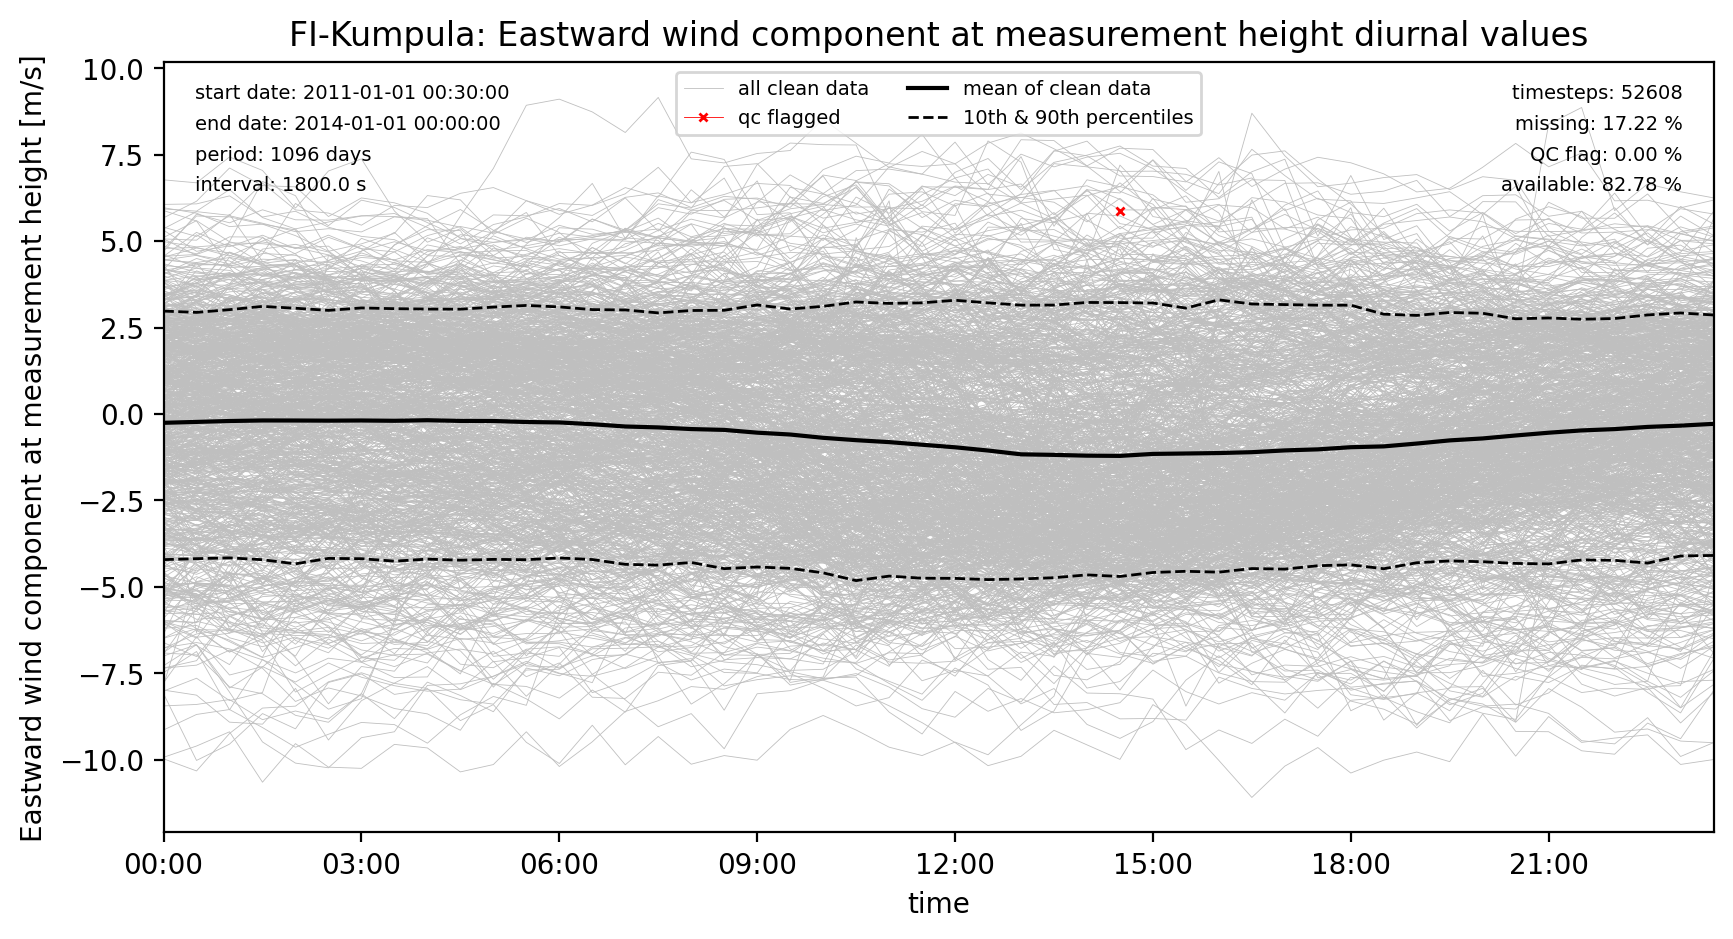 FI-Kumpula: Eastward wind component at measurement height diurnal values
Eastward wind component at measurement height [m/s]
10.0
7.5
5.0
2.5
0.0
−2.5
−5.0
−7.5
−10.0
start date: 2011-01-01 00:30:00
end date: 2014-01-01 00:00:00
period: 1096 days
interval: 1800.0 s
all clean data
qc flagged
mean of clean data
10th & 90th percentiles
timesteps: 52608
missing: 17.22 %
QC flag: 0.00 %
available: 82.78 %
00:00 03:00 06:00 09:00 12:00 15:00 18:00 21:00
time